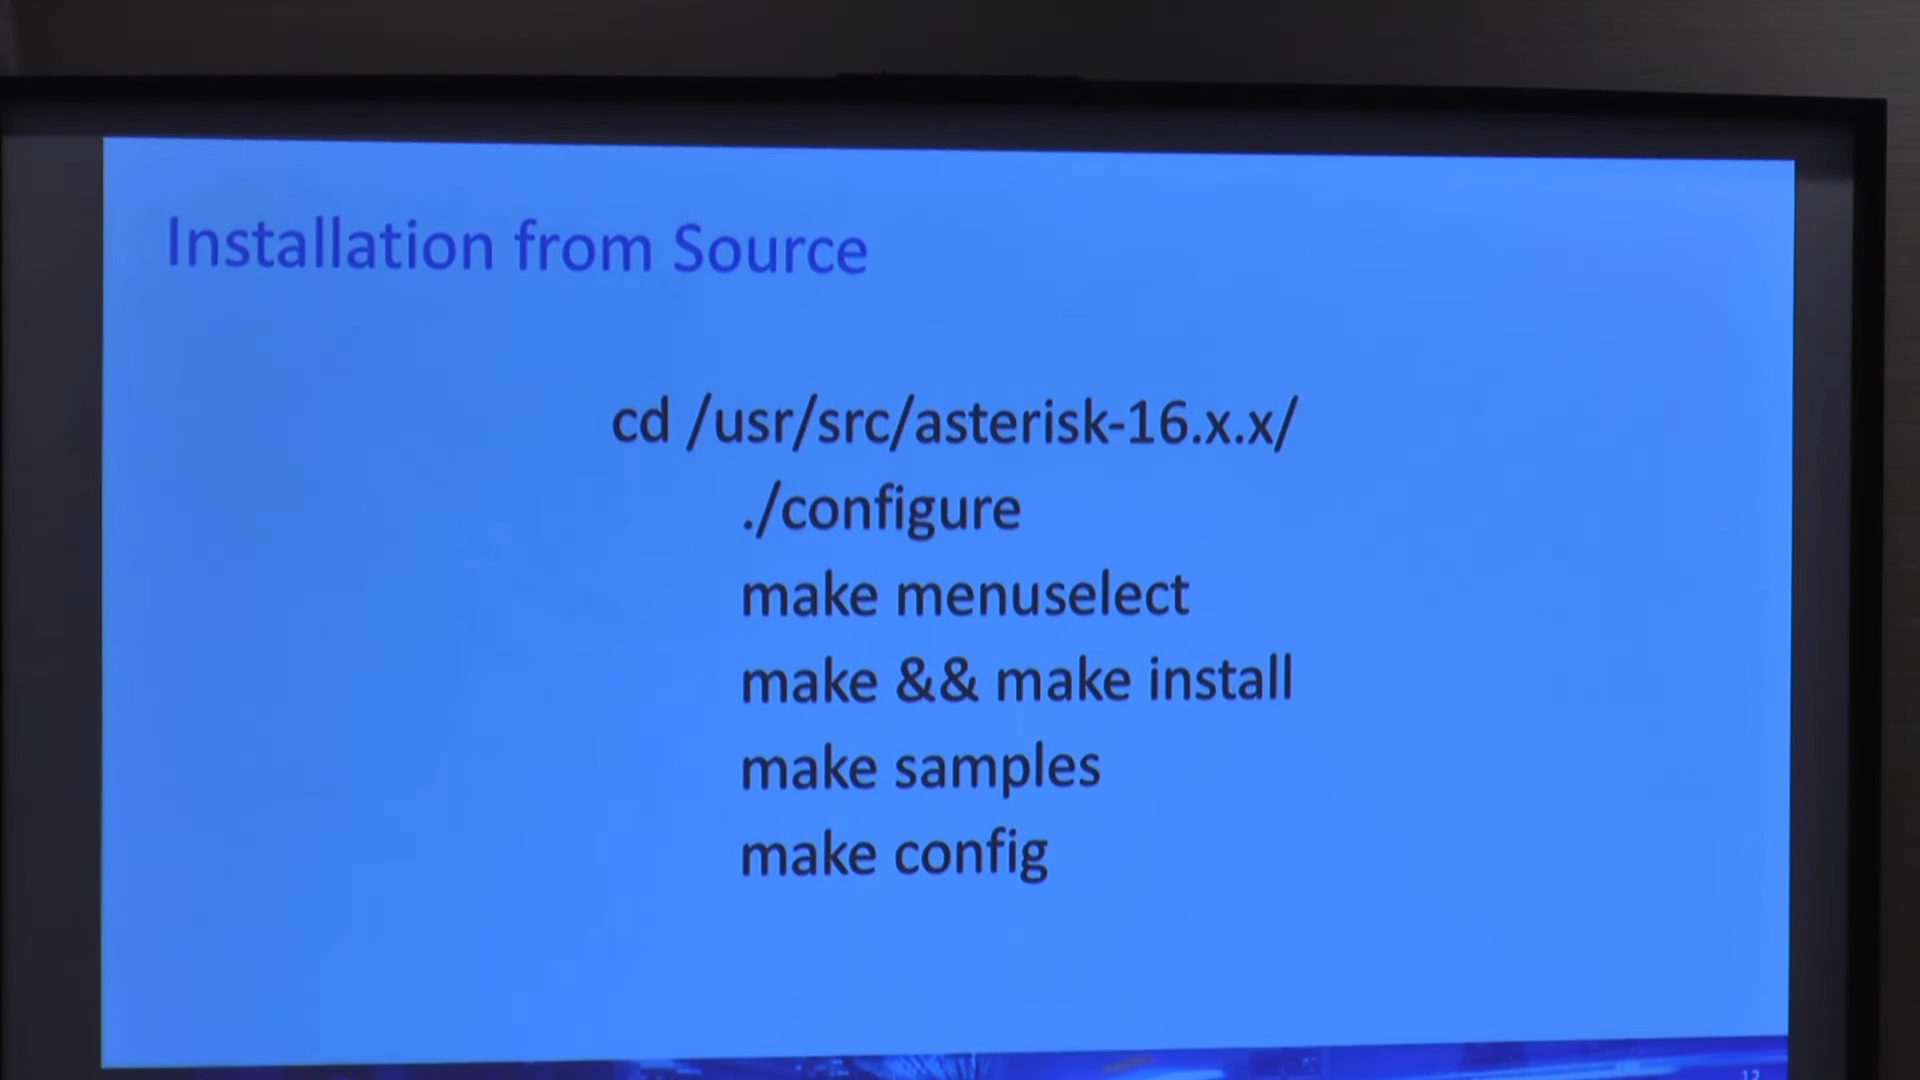 Installation from Source
cd /usr/src/asterisk-16.x.x/
./configure
make menuselect
make && make install
make samples
make config